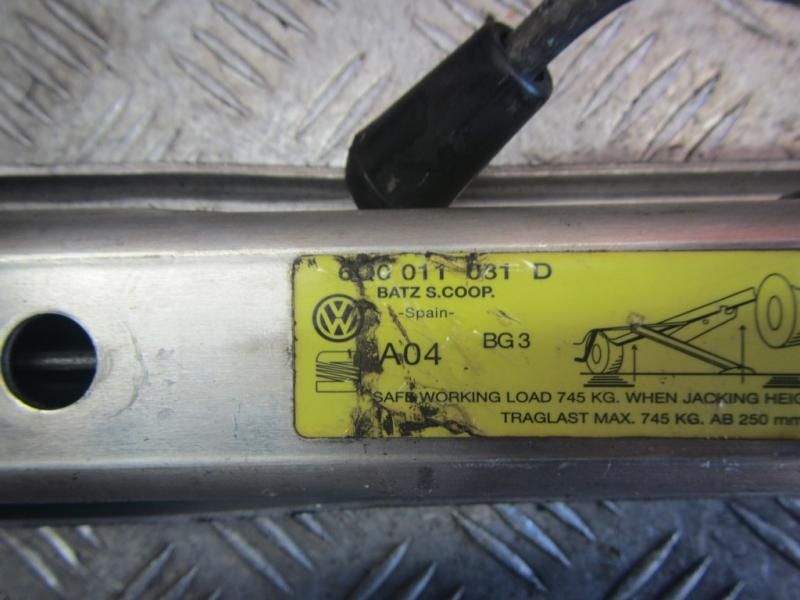 6Q0 011 031 D
BATZ S.COOP.
-Spain-
A04 BG 3
SAFE WORKING LOAD 745 KG. WHEN JACKING
TRAGLAST MAX. 745 KG. AB 250 mm